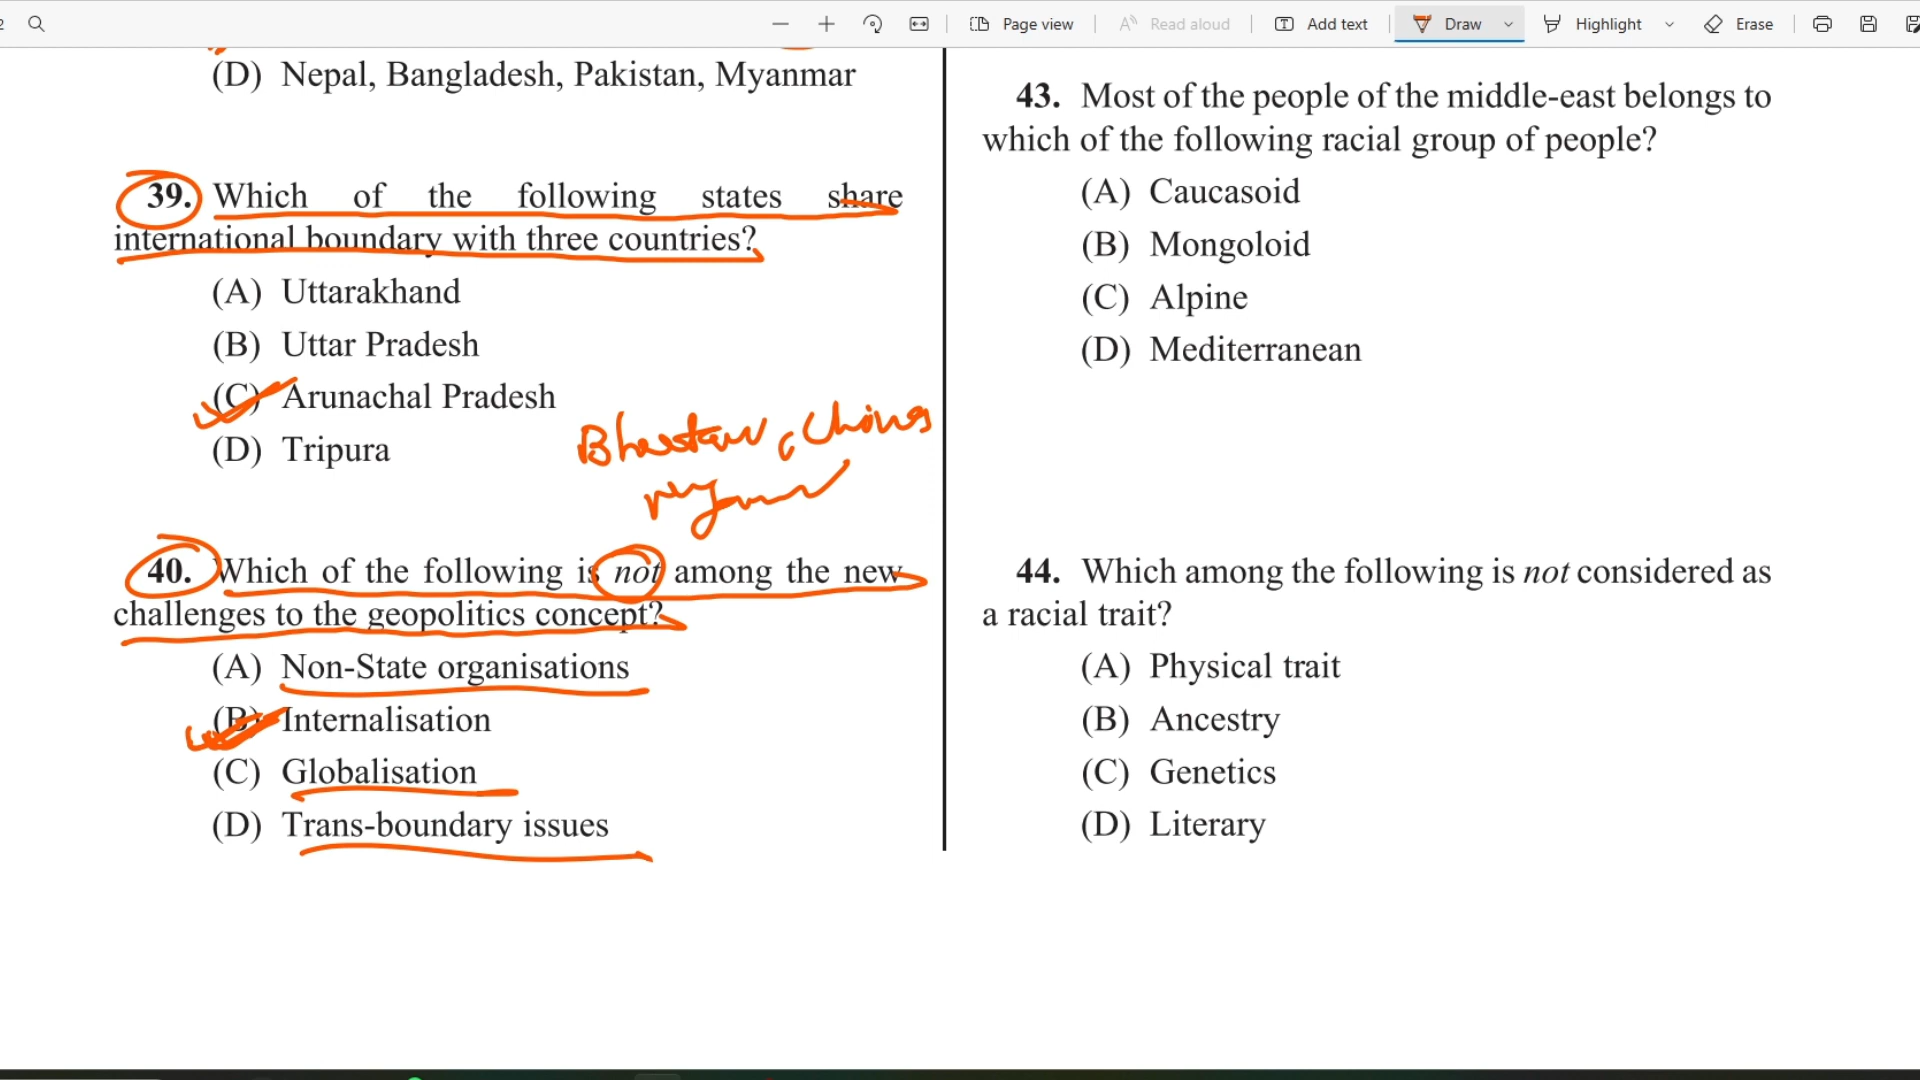 Page view
Read aloud
Add text
Draw
Highlight
Erase
(D) Nepal, Bangladesh, Pakistan, Myanmar
39. Which of the following states share
international boundary with three countries?
(A) Uttarakhand
(B) Uttar Pradesh
(C) Arunachal Pradesh
(D) Tripura
40. Which of the following is not among the new
challenges to the geopolitics concept?
(A) Non-State organisations
(B) Internalisation
(C) Globalisation
(D) Trans-boundary issues
43. Most of the people of the middle-east belongs to
which of the following racial group of people?
(A) Caucasoid
(B) Mongoloid
(C) Alpine
(D) Mediterranean
44. Which among the following is not considered as
a racial trait?
(A) Physical trait
(B) Ancestry
(C) Genetics
(D) Literary